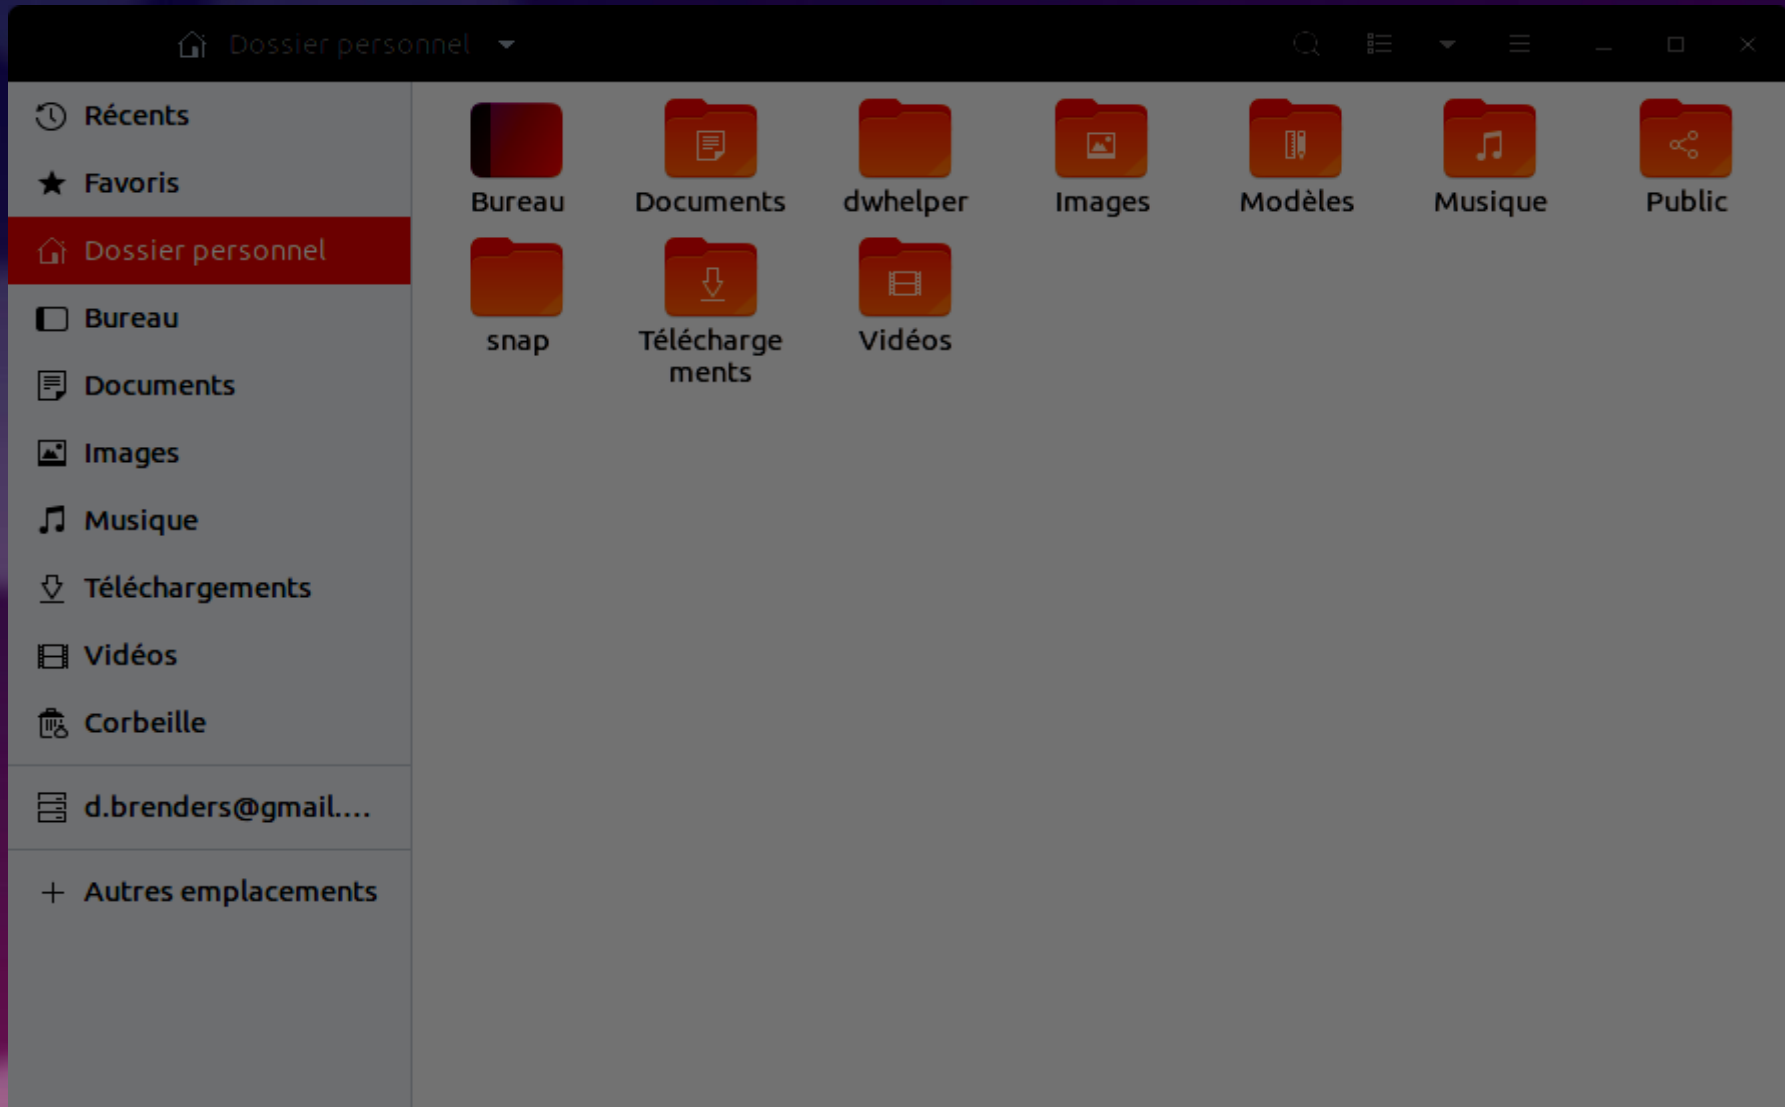 Dossier personnel
Récents
Favoris
Dossier personnel
Bureau
Documents
Images
Musique
Téléchargements
Vidéos
Corbeille
d.brenders@gmail....
Autres emplacements
Bureau
Documents
dwhelper
Images
Modèles
Musique
Public
snap
Télécharge
ments
Vidéos